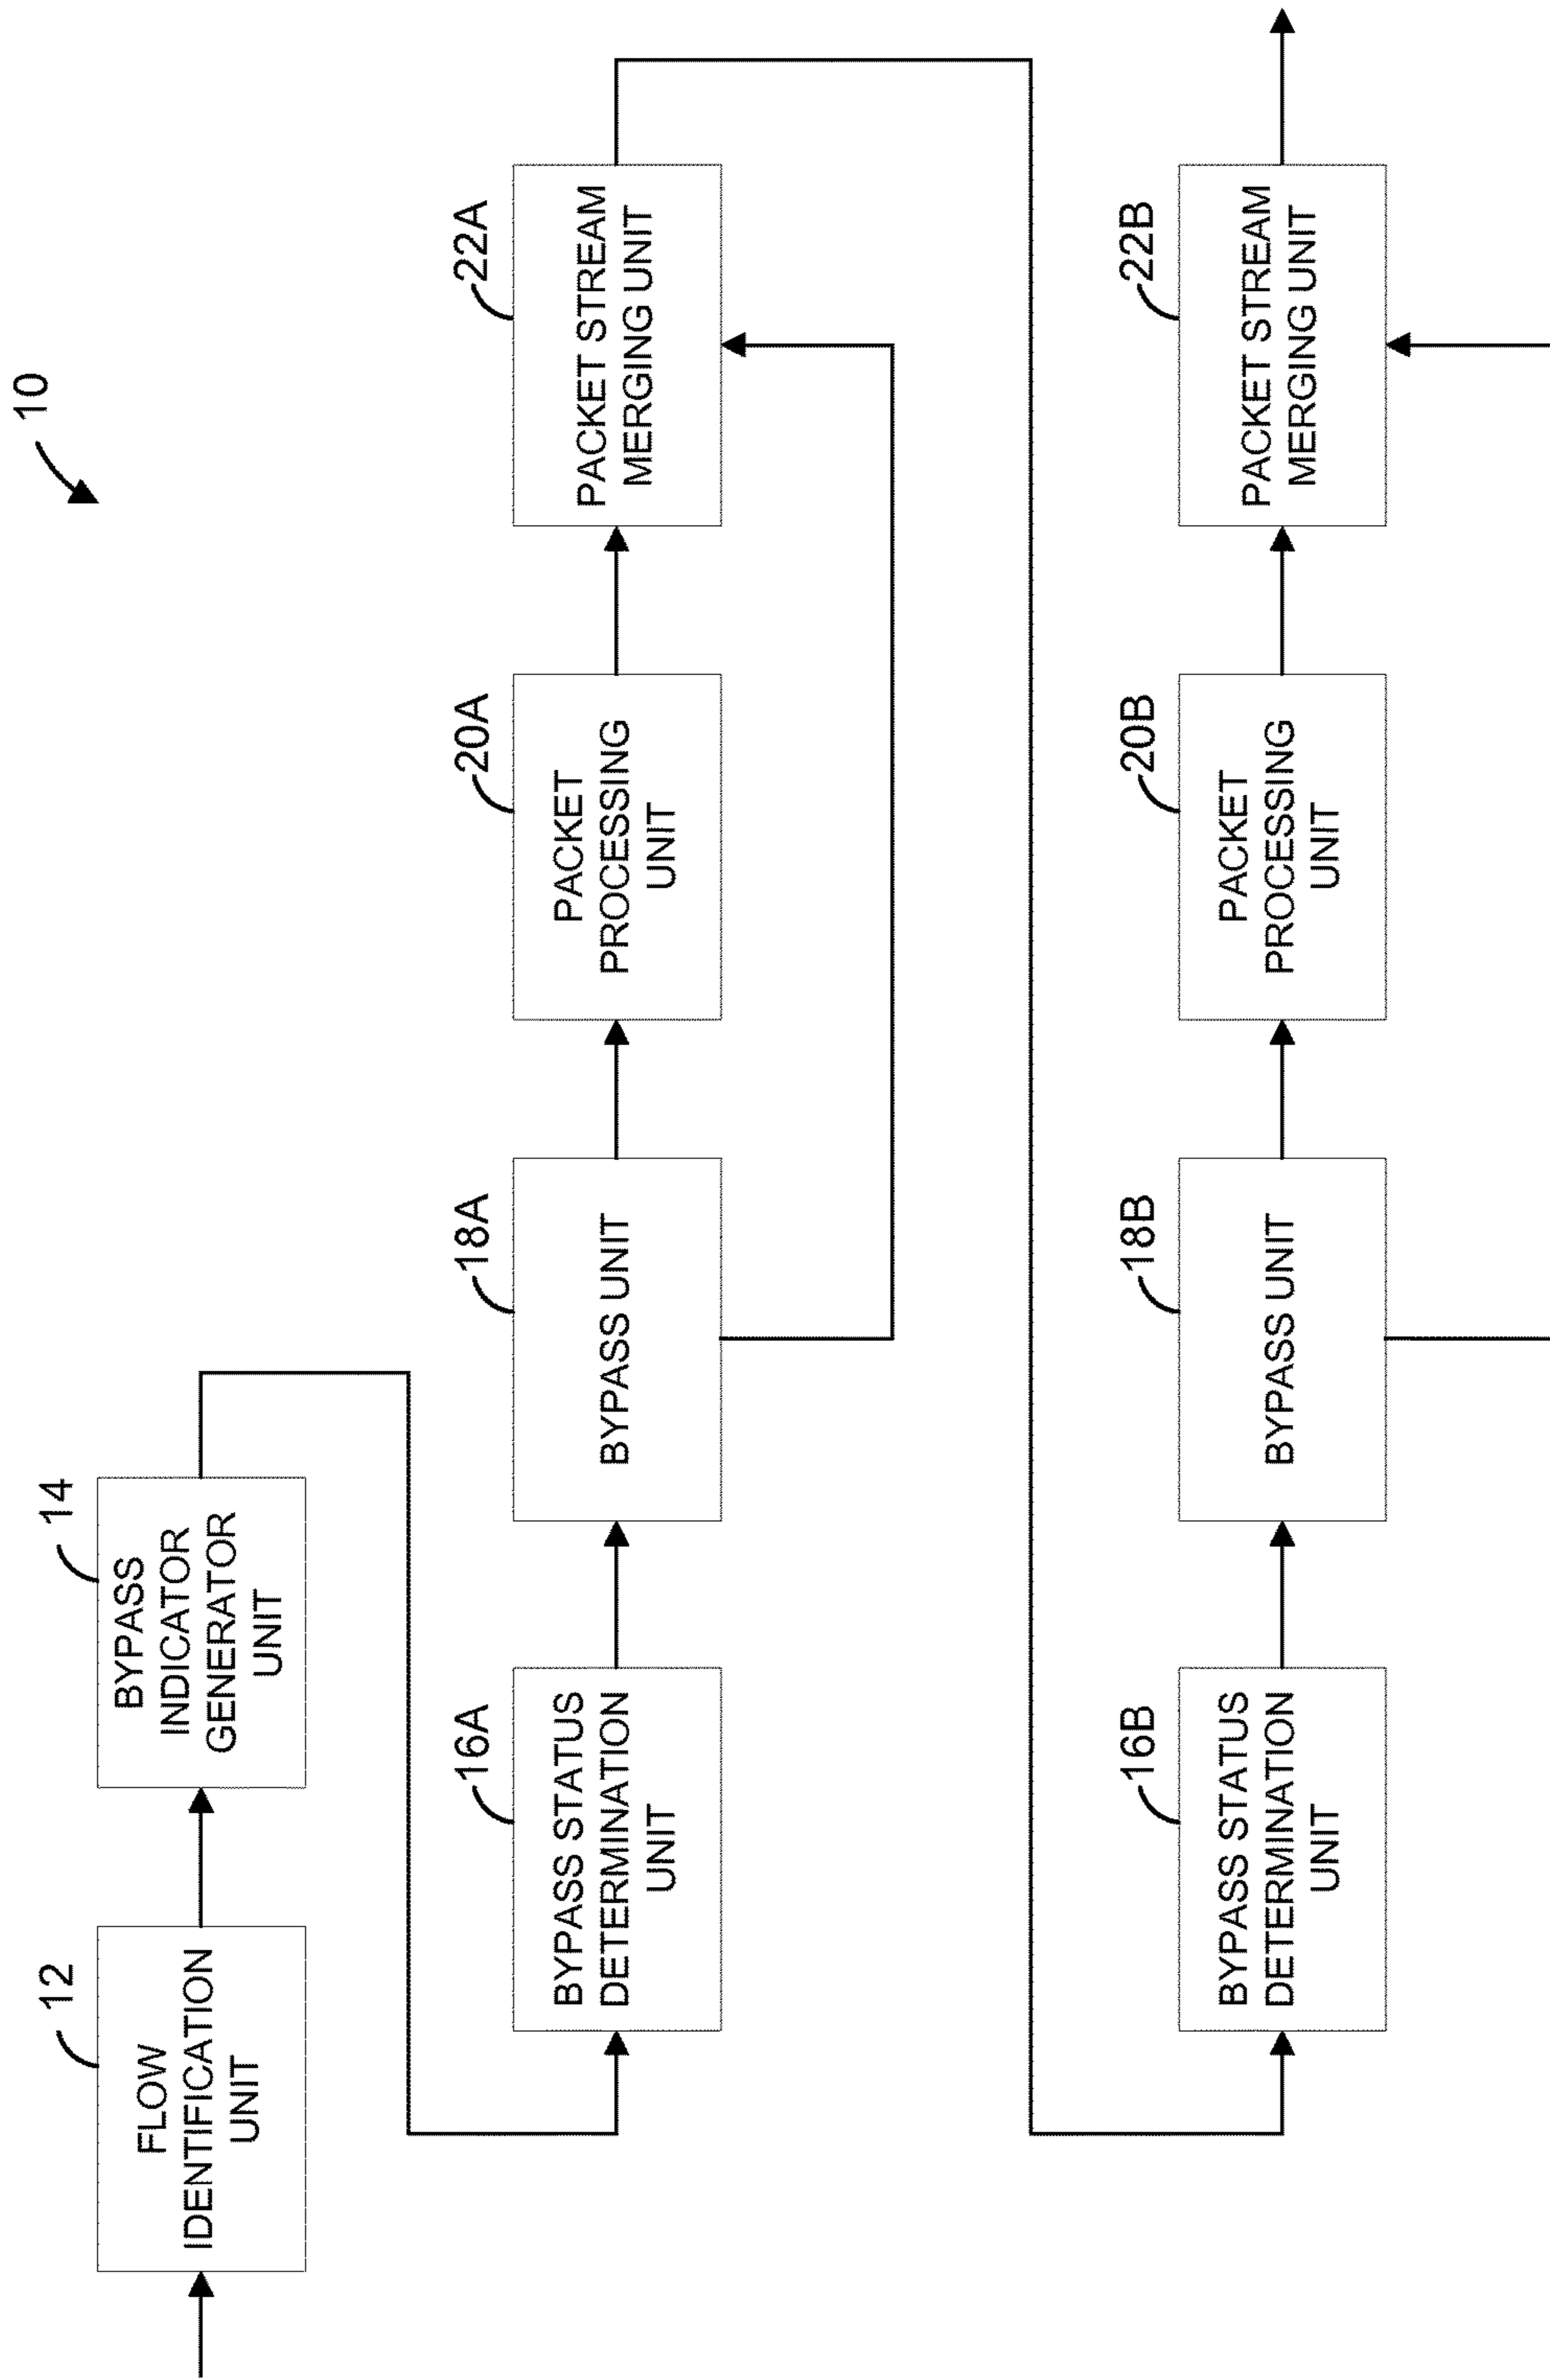 10
12
FLOW
IDENTIFICATION
UNIT
14
BYPASS
INDICATOR
GENERATOR
UNIT
16A
BYPASS STATUS
DETERMINATION
UNIT
18A
BYPASS UNIT
20A
PACKET
PROCESSING
UNIT
22A
PACKET STREAM
MERGING UNIT
16B
BYPASS STATUS
DETERMINATION
UNIT
18B
BYPASS UNIT
20B
PACKET
PROCESSING
UNIT
22B
PACKET STREAM
MERGING UNIT